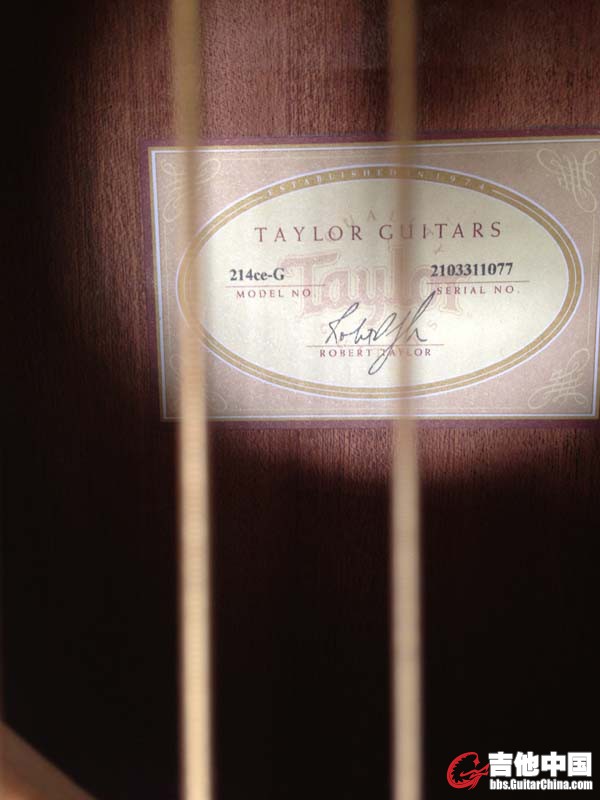 ESTABLISHED IN 1974
TAYLOR GUITARS
214ce-G 2103311077
MODEL NO SERIAL NO.
Taylor
ROBERT TAYLOR
吉他中国
bbs.GuitarChina.com